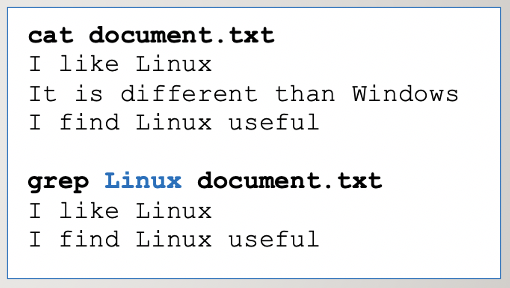 cat document.txt
I like Linux
It is different than Windows
I find Linux useful
grep Linux document.txt
I like Linux
I find Linux useful